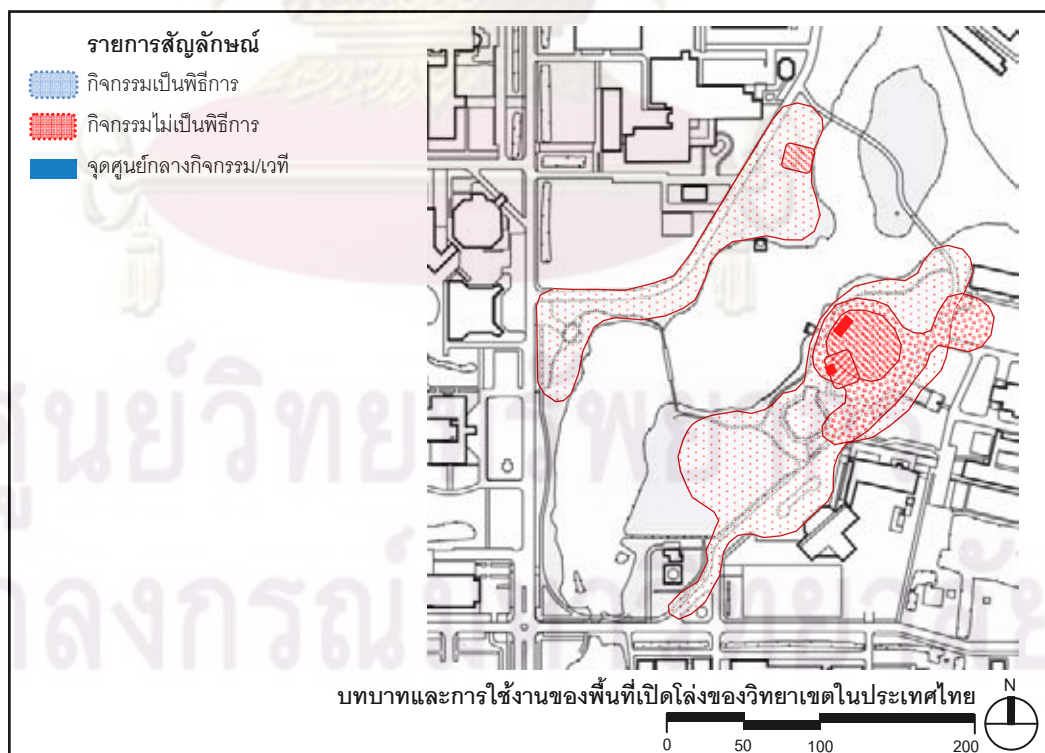 รายการสัญลักษณ์
กิจกรรมเป็นพิธีการ
กิจกรรมไม่เป็นพิธีการ
จุดศูนย์กลางกิจกรรม/เวที
บทบาทและการใช้งานของพื้นที่เปิดโล่งของวิทยาเขตในประเทศไทย
N
0 50 100 200